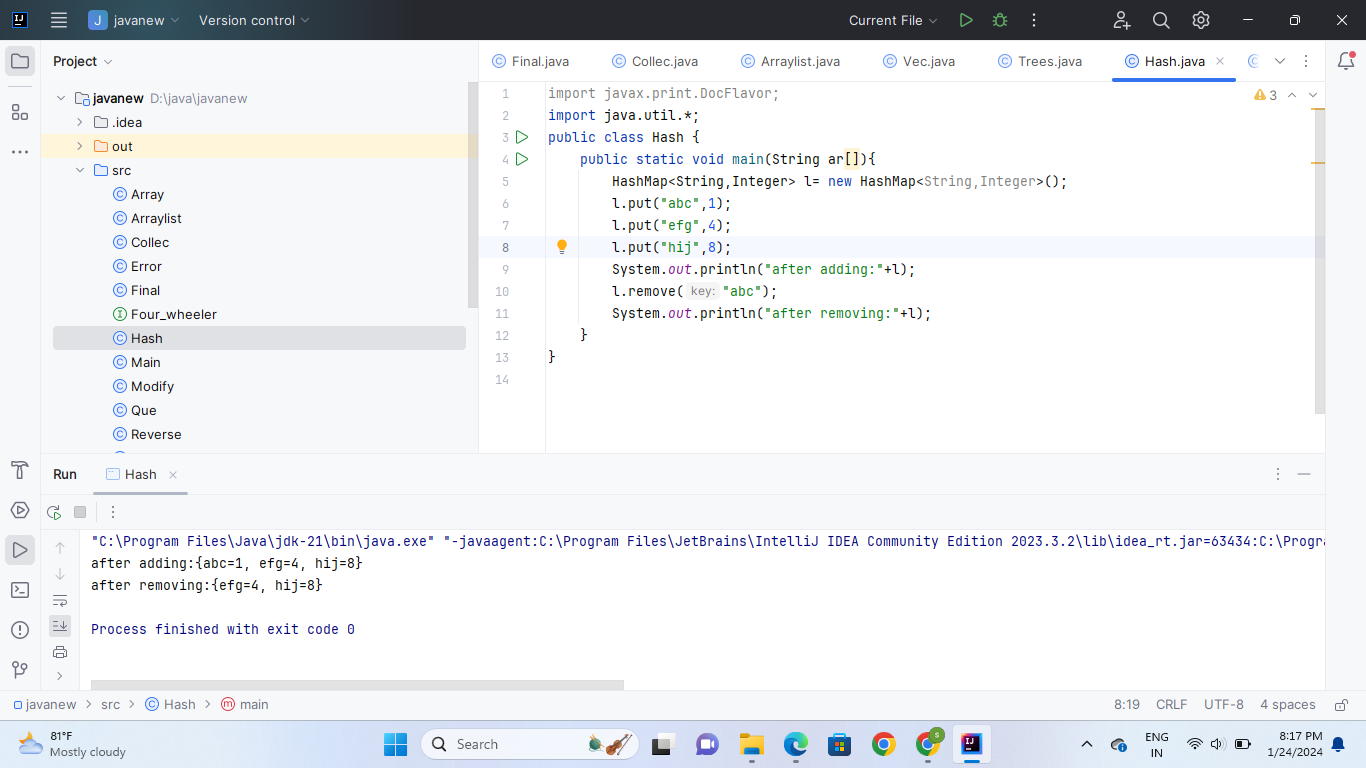 javanew
Version control
Current File
Project
Final.java
Collec.java
Arraylist.java
Vec.java
Trees.java
Hash.java
javanew D:\java\javanew
.idea
out
src
Array
Arraylist
Collec
Error
Final
Four_wheeler
Hash
Main
Modify
Que
Reverse
3
1 import javax.print.DocFlavor;
2 import java.util.*;
3 public class Hash {
4 public static void main(String ar[]){
5 HashMap<String,Integer> l= new HashMap<String,Integer>();
6 l.put("abc",1);
7 l.put("efg",4);
8 l.put("hij",8);
9 System.out.println("after adding:"+l);
10 l.remove( key: "abc");
11 System.out.println("after removing:"+l);
12 }
13 }
14
Run
Hash
"C:\Program Files\Java\jdk-21\bin\java.exe" "-javaagent:C:\Program Files\JetBrains\IntelliJ IDEA Community Edition 2023.3.2\lib\idea_rt.jar=63434:C:\Progra
after adding:{abc=1, efg=4, hij=8}
after removing:{efg=4, hij=8}
Process finished with exit code 0
javanew > src > Hash > main
8:19 CRLF UTF-8 4 spaces
81°F
Mostly cloudy
Search
ENG
IN
8:17 PM
1/24/2024